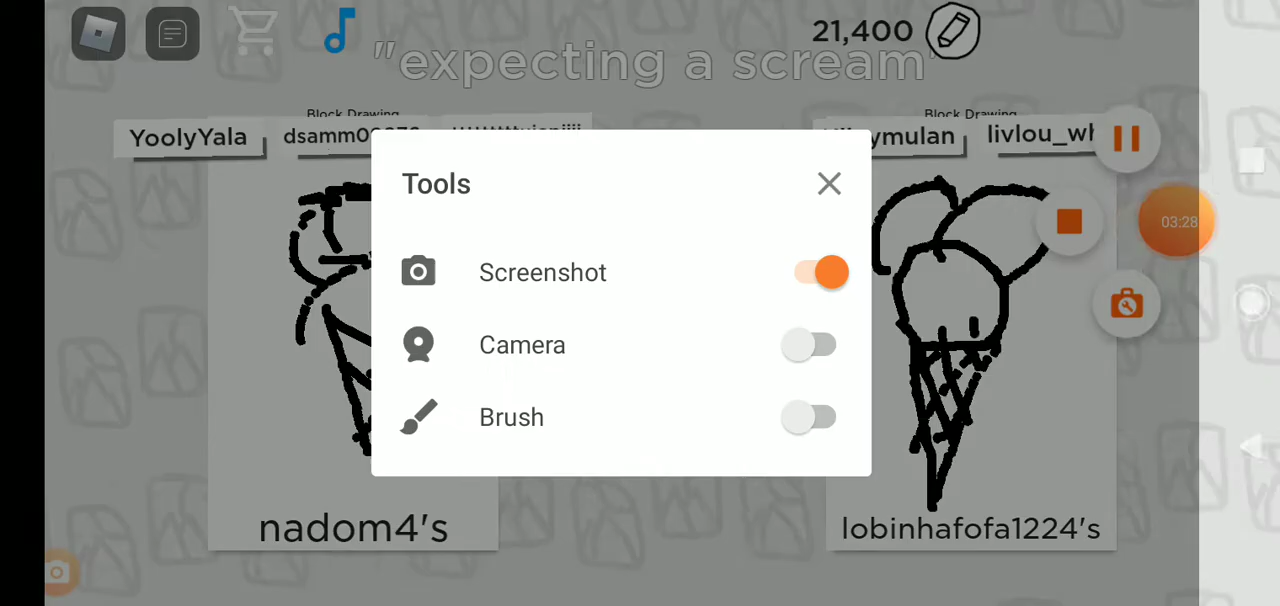 21,400
"expecting a scream"
Block Drawing
Block Drawing
YoolyYala
livlou_wh
Tools
Screenshot
03:28
Camera
Brush
nadom4's
lobinhafofa1224's